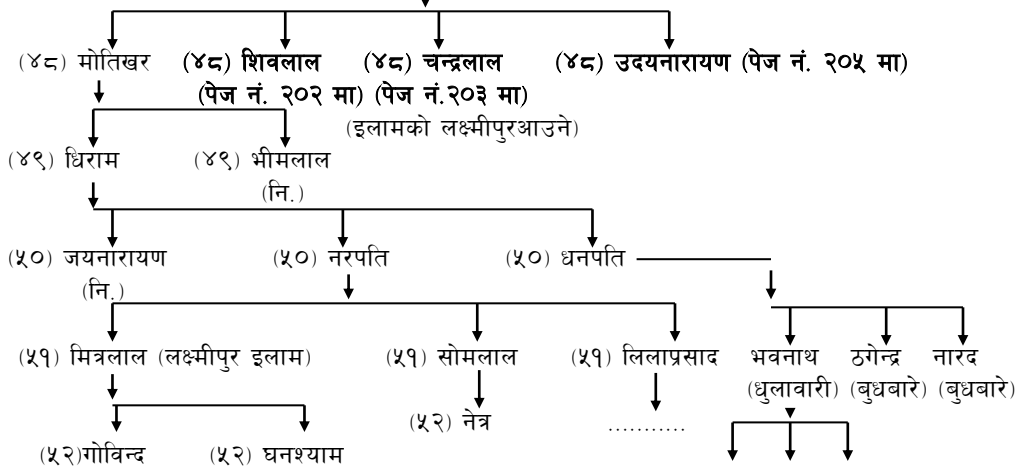 (४८) मोतिखर (४८) शिवलाल (४८) चन्द्रलाल (४८) उदयनारायण (पेज नं. २०५ मा)
(पेज नं. २०२ मा) (पेज नं.२०३ मा)
(इलामको लक्ष्मीपुरआउने)
(४९) धिराम (४९) भीमलाल
(नि.)
(५०) जयनारायण (५०) नरपति (५०) धनपति
(नि.)
(५१) मित्रलाल (लक्ष्मीपुर इलाम) (५१) सोमलाल (५१) लिलाप्रसाद भवनाथ ठगेन्द्र नारद
(धुलावारी) (बुधबारे) (बुधबारे)
(५२) नेत्र ...........
(५२)गोविन्द (५२) घनश्याम